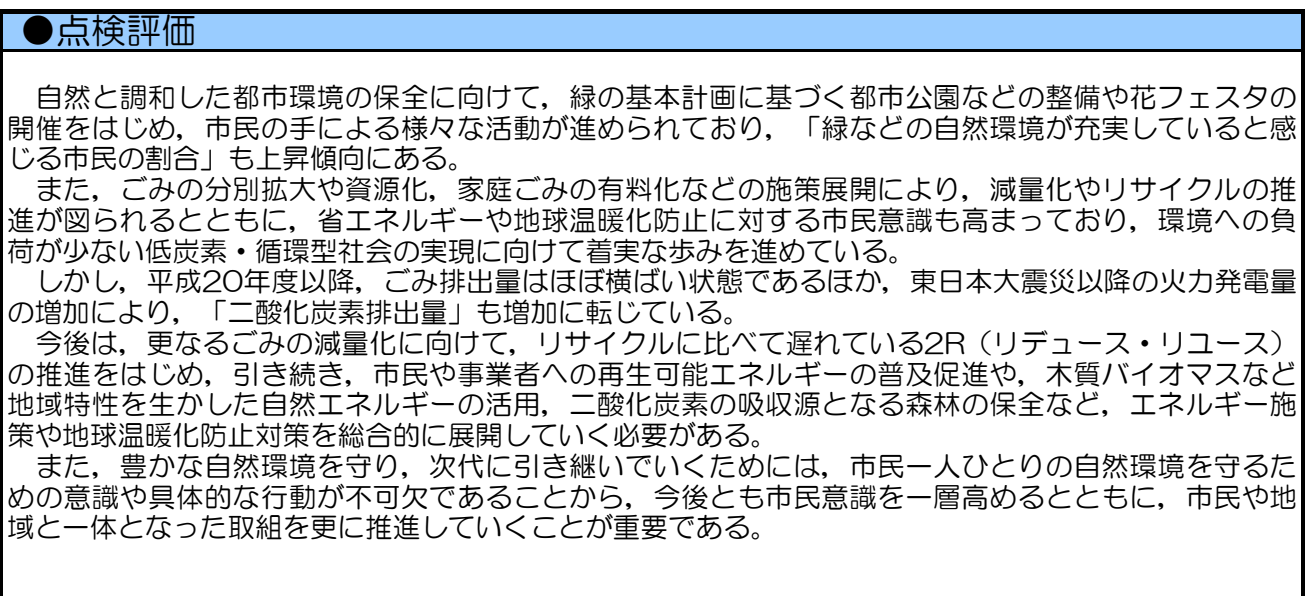 ●点検評価
　自然と調和した都市環境の保全に向けて，緑の基本計画に基づく都市公園などの整備や花フェスタの
開催をはじめ，市民の手による様々な活動が進められており，「緑などの自然環境が充実していると感
じる市民の割合」も上昇傾向にある。
　また，ごみの分別拡大や資源化，家庭ごみの有料化などの施策展開により，減量化やリサイクルの推
進が図られるとともに，省エネルギーや地球温暖化防止に対する市民意識も高まっており，環境への負
荷が少ない低炭素・循環型社会の実現に向けて着実な歩みを進めている。
　しかし，平成20年度以降，ごみ排出量はほぼ横ばい状態であるほか，東日本大震災以降の火力発電量
の増加により，「二酸化炭素排出量」も増加に転じている。
　今後は，更なるごみの減量化に向けて，リサイクルに比べて遅れている2R（リデュース・リユース）
の推進をはじめ，引き続き，市民や事業者への再生可能エネルギーの普及促進や，木質バイオマスなど
地域特性を生かした自然エネルギーの活用，二酸化炭素の吸収源となる森林の保全など，エネルギー施
策や地球温暖化防止対策を総合的に展開していく必要がある。
　また，豊かな自然環境を守り，次代に引き継いでいくためには，市民一人ひとりの自然環境を守るた
めの意識や具体的な行動が不可欠であることから，今後とも市民意識を一層高めるとともに，市民や地
域と一体となった取組を更に推進していくことが重要である。